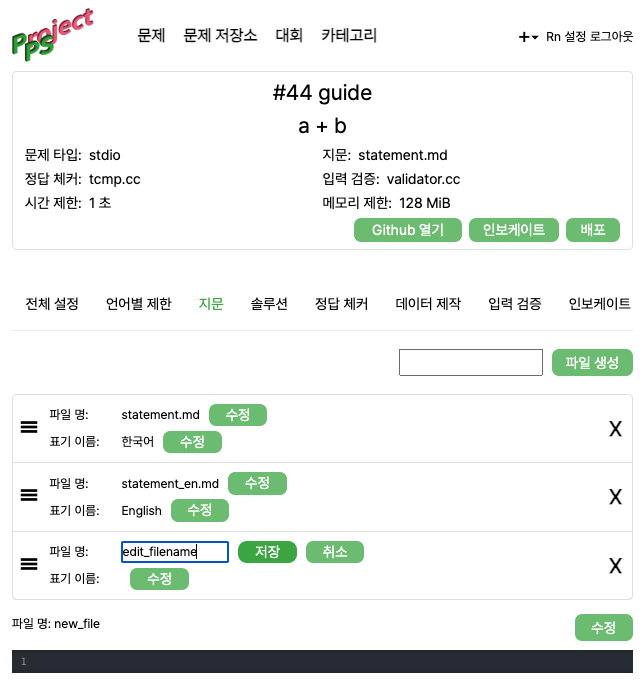 Project PPS
문제 문제 저장소 대회 카테고리
Rn 설정 로그아웃
#44 guide
a + b
문제 타입: stdio
지문: statement.md
정답 체커: tcmp.cc
입력 검증: validator.cc
시간 제한: 1 초
메모리 제한: 128 MiB
Github 열기 인보케이트 배포
전체 설정 언어별 제한 지문 솔루션 정답 체커 데이터 제작 입력 검증 인보케이트
파일 생성
파일 명: statement.md 수정
표기 이름: 한국어 수정
X
파일 명: statement_en.md 수정
표기 이름: English 수정
X
파일 명: edit_filename 저장 취소
표기 이름: 수정
X
파일 명: new_file 수정
1